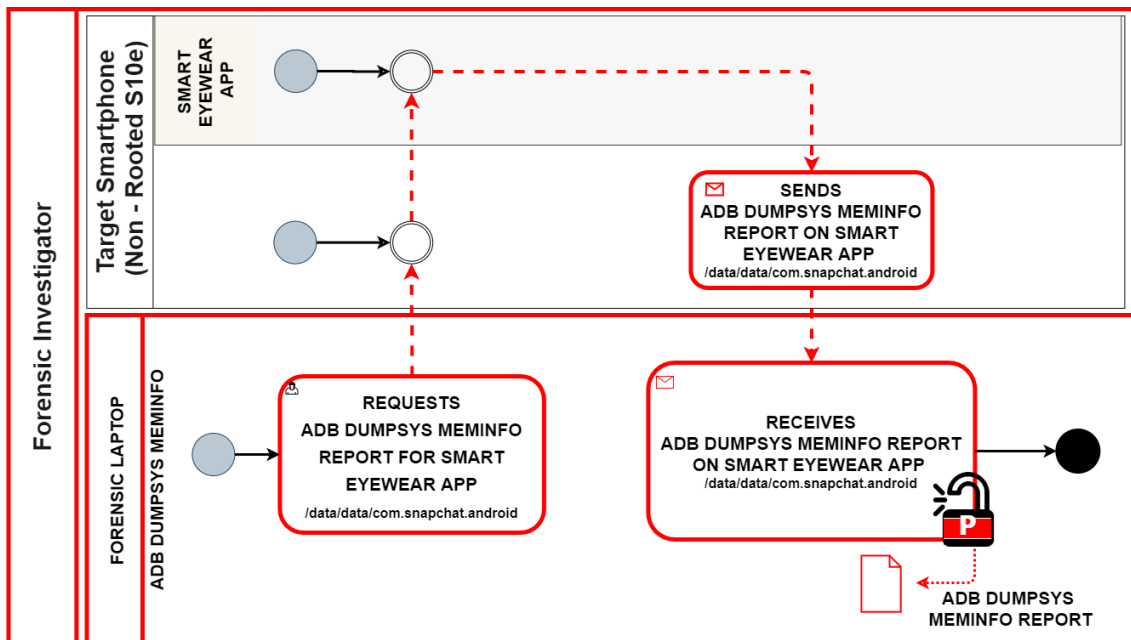 Forensic Investigator
Target Smartphone
(Non - Rooted S10e)
SMART
EYEWEAR
APP
SENDS
ADB DUMPSYS MEMINFO
REPORT ON SMART
EYEWEAR APP
/data/data/com.snapchat.android
FORENSIC LAPTOP
ADB DUMPSYS MEMINFO
REQUESTS
ADB DUMPSYS MEMINFO
REPORT FOR SMART
EYEWEAR APP
/data/data/com.snapchat.android
RECEIVES
ADB DUMPSYS MEMINFO REPORT
ON SMART EYEWEAR APP
/data/data/com.snapchat.android
P
ADB DUMPSYS
MEMINFO REPORT